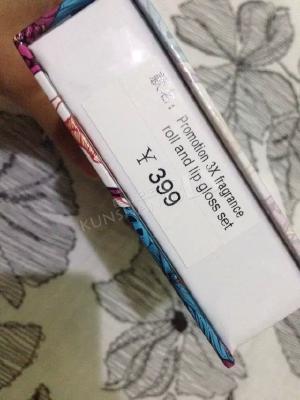 Promotion 3X fragrance
roll and lip gloss set
¥ 399